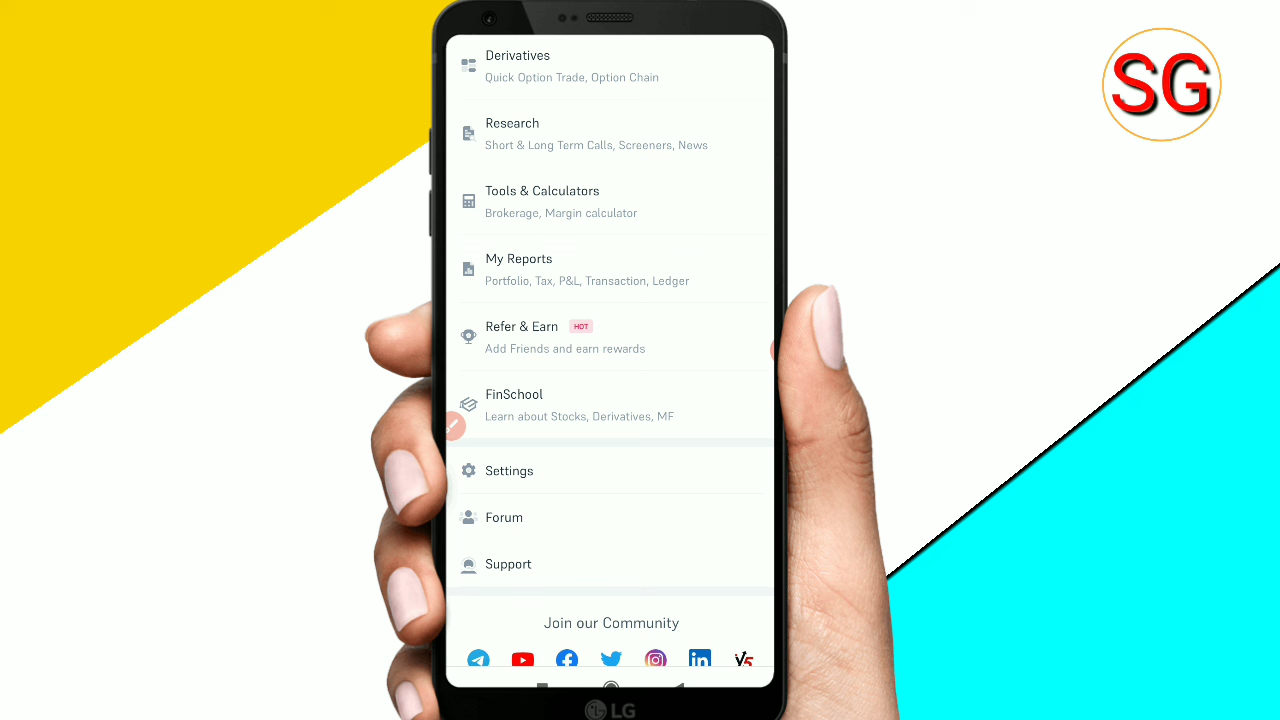 SG
Derivatives
Quick Option Trade, Option Chain
Research
Short & Long Term Calls, Screeners, News
Tools & Calculators
Brokerage, Margin calculator
My Reports
Portfolio, Tax, P&L, Transaction, Ledger
Refer & Earn HOT
Add Friends and earn rewards
FinSchool
Learn about Stocks, Derivatives, MF
Settings
Forum
Support
Join our Community
in V5
LG